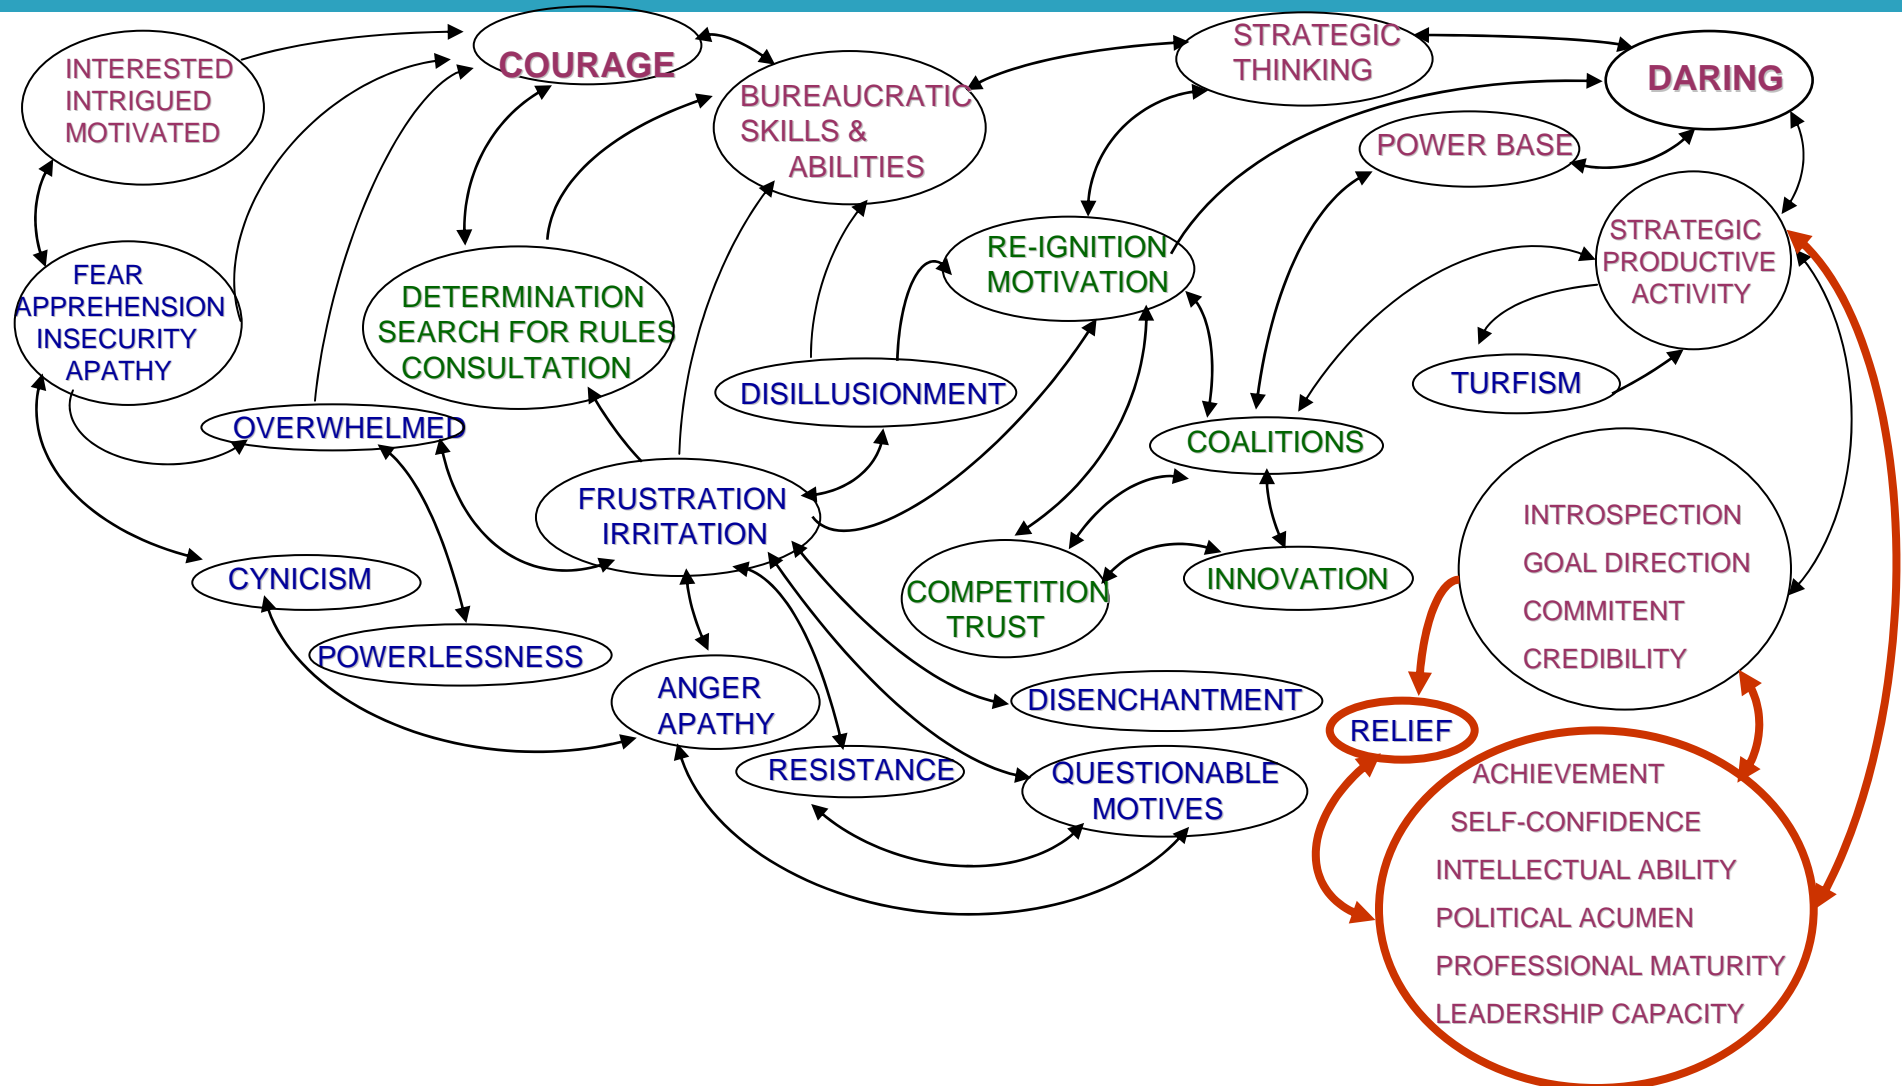 INTERESTED
INTRIGUED
MOTIVATED
COURAGE
BUREAUCRATIC
SKILLS &
ABILITIES
STRATEGIC
THINKING
DARING
POWER BASE
STRATEGIC
PRODUCTIVE
ACTIVITY
FEAR
APPREHENSION
INSECURITY
APATHY
DETERMINATION
SEARCH FOR RULES
CONSULTATION
RE-IGNITION
MOTIVATION
DISILLUSIONMENT
TURFISM
OVERWHELMED
COALITIONS
FRUSTRATION
IRRITATION
CYNICISM
COMPETITION
TRUST
INNOVATION
INTROSPECTION
GOAL DIRECTION
COMMITENT
CREDIBILITY
POWERLESSNESS
ANGER
APATHY
DISENCHANTMENT
RELIEF
RESISTANCE
QUESTIONABLE
MOTIVES
ACHIEVEMENT
SELF-CONFIDENCE
INTELLECTUAL ABILITY
POLITICAL ACUMEN
PROFESSIONAL MATURITY
LEADERSHIP CAPACITY